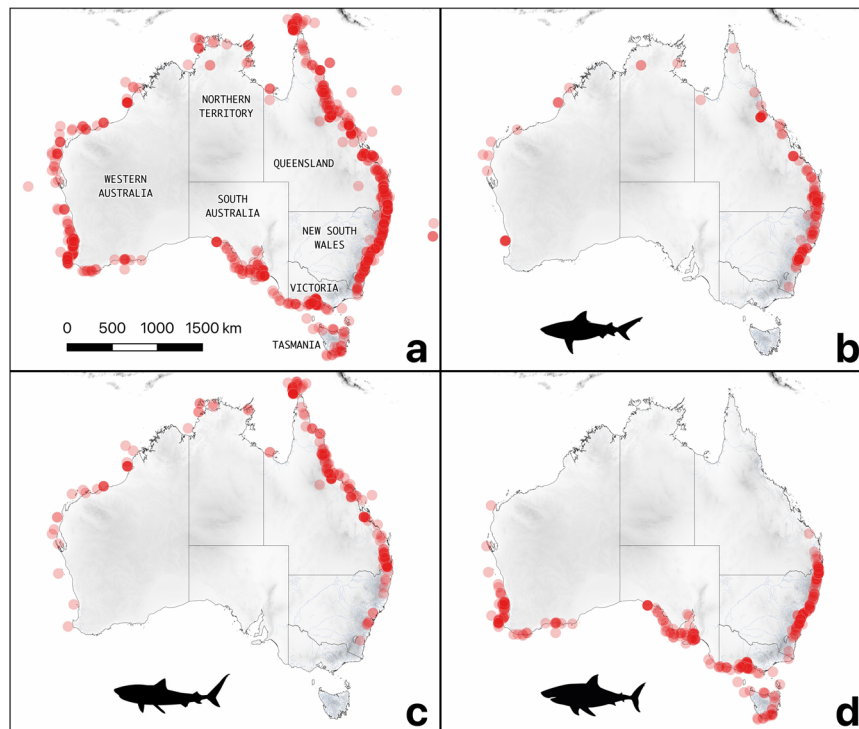 NORTHERN
TERRITORY
QUEENSLAND
WESTERN
AUSTRALIA
SOUTH
AUSTRALIA
NEW SOUTH
WALES
VICTORIA
0 500 1000 1500 km
TASMANIA
a
b
c
d